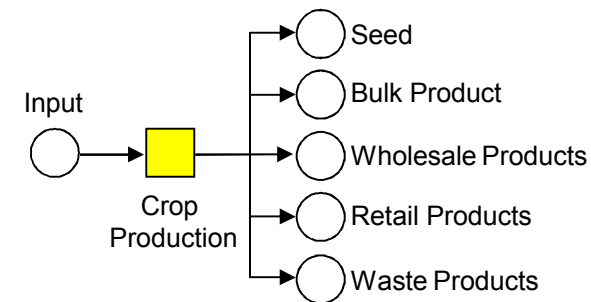 Seed
Bulk Product
Input
Wholesale Products
Crop
Production
Retail Products
Waste Products